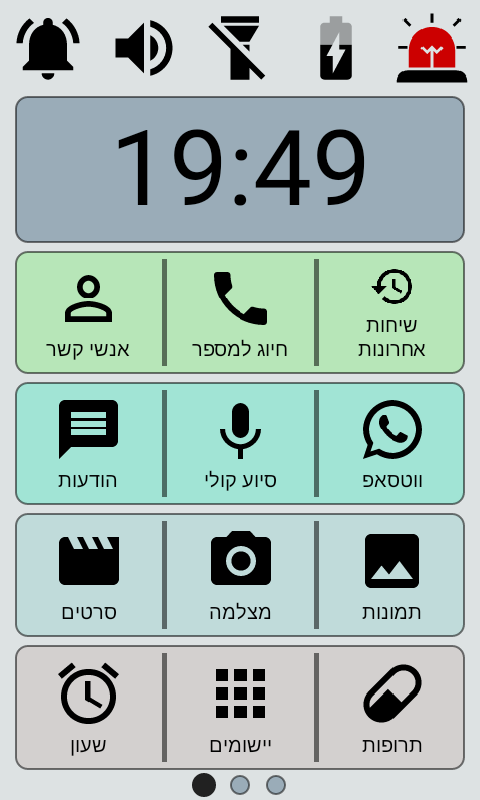 19:49
שיחות
אחרונות
חיוג למספר
אנשי קשר
ווטסאפ
סיוע קולי
הודעות
תמונות
מצלמה
סרטים
תרופות
יישומים
שעון